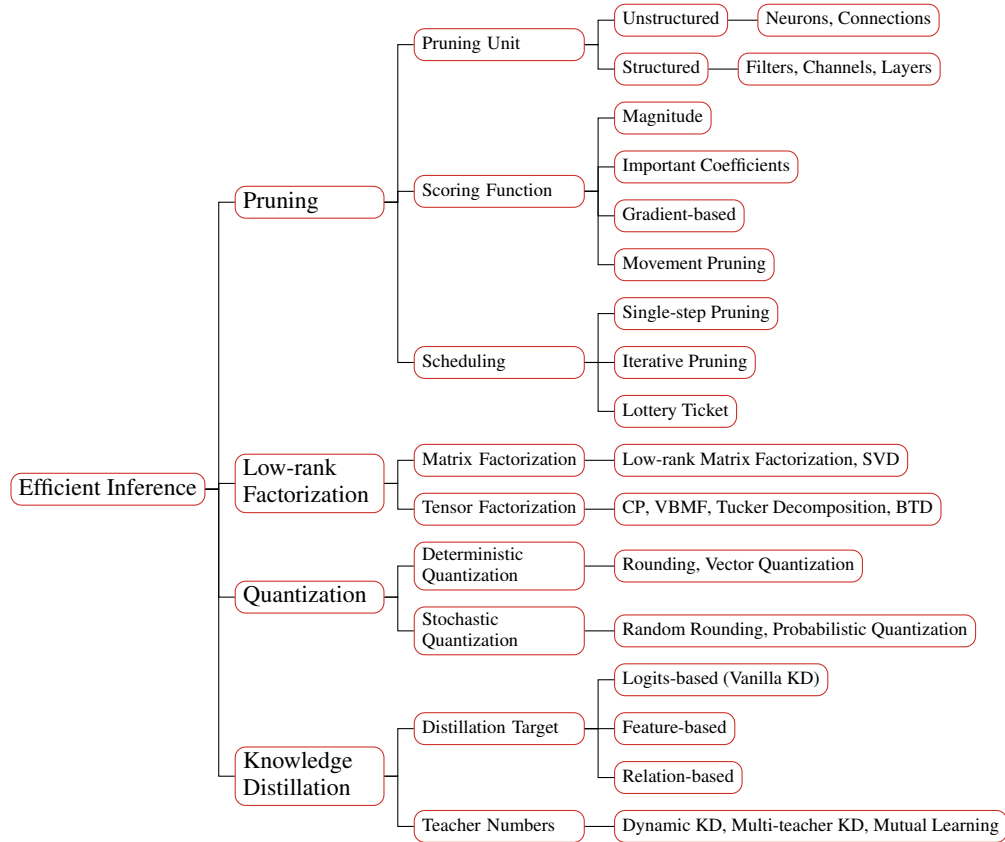 Efficient Inference
Pruning
Pruning Unit
Unstructured
Neurons, Connections
Structured
Filters, Channels, Layers
Scoring Function
Magnitude
Important Coefficients
Gradient-based
Movement Pruning
Scheduling
Single-step Pruning
Iterative Pruning
Lottery Ticket
Low-rank
Factorization
Matrix Factorization
Low-rank Matrix Factorization, SVD
Tensor Factorization
CP, VBMF, Tucker Decomposition, BTD
Quantization
Deterministic
Quantization
Rounding, Vector Quantization
Stochastic
Quantization
Random Rounding, Probabilistic Quantization
Knowledge
Distillation
Distillation Target
Logits-based (Vanilla KD)
Feature-based
Relation-based
Teacher Numbers
Dynamic KD, Multi-teacher KD, Mutual Learning